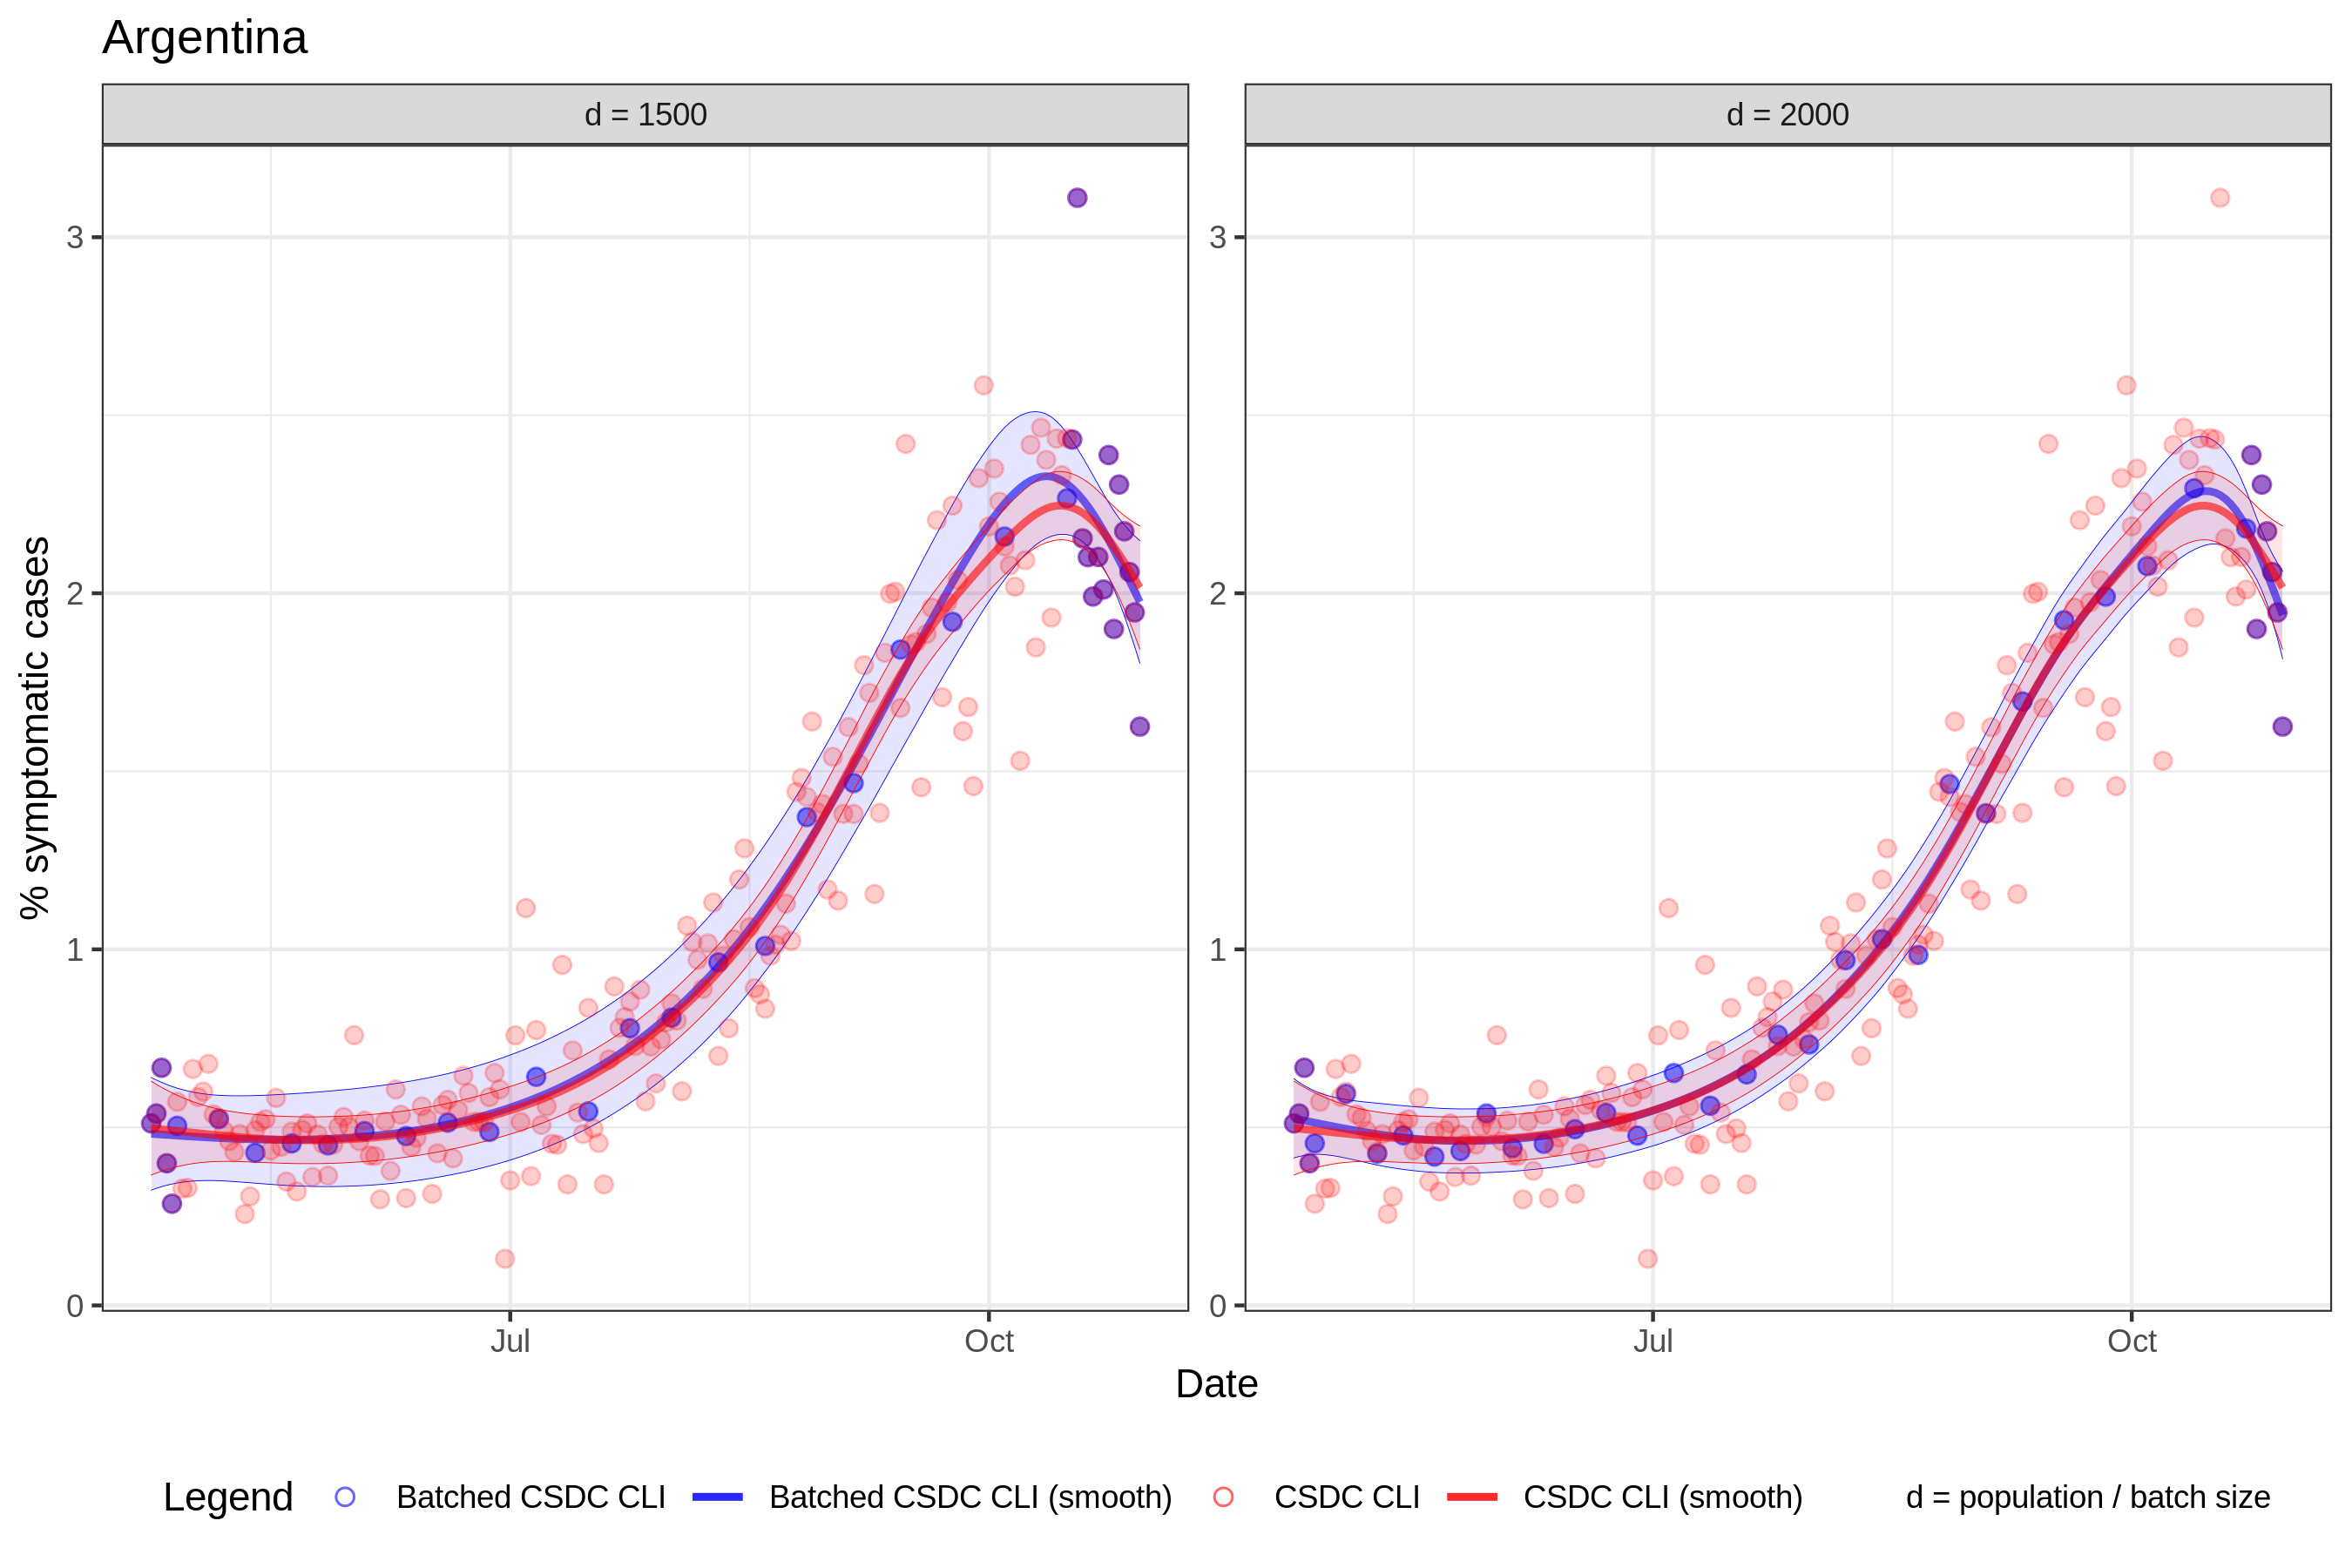 Argentina
d = 1500
d = 2000
% symptomatic cases
3
2
1
0
3
2
1
0
Jul
Oct
Jul
Oct
Date
Legend
Batched CSDC CLI
Batched CSDC CLI (smooth)
CSDC CLI
CSDC CLI (smooth)
d = population / batch size